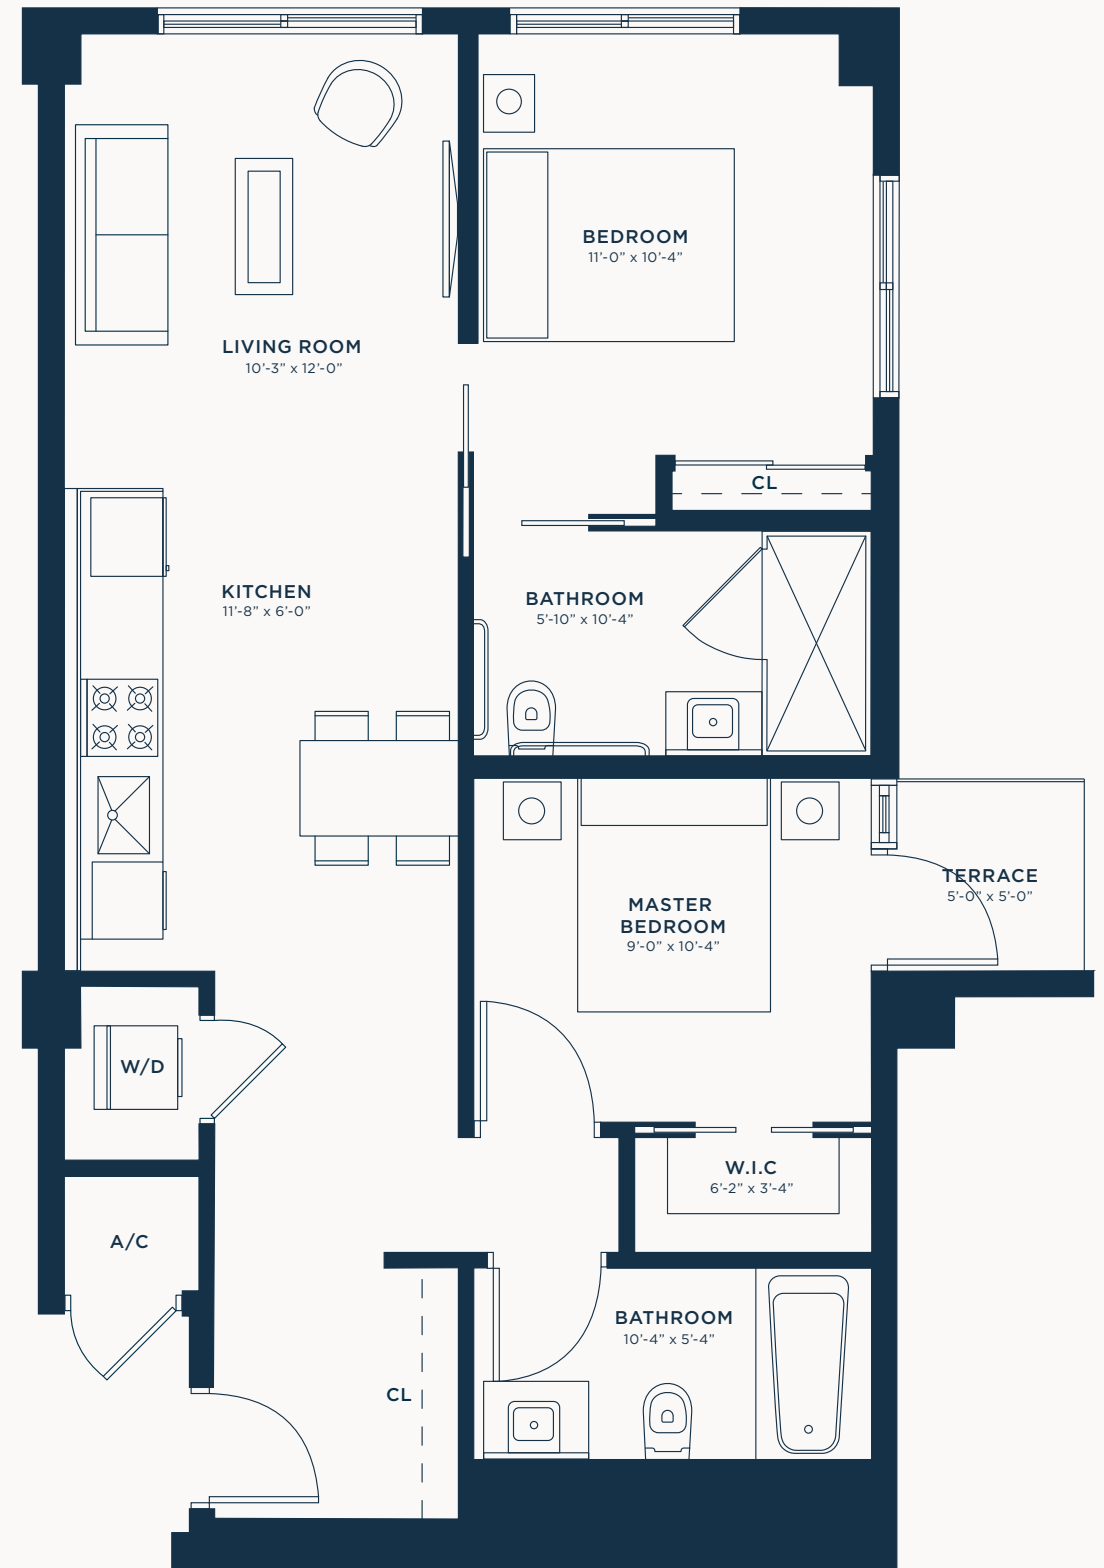 BEDROOM
11'-0" x 10'-4"
LIVING ROOM
10'-3" x 12'-0"
CL
KITCHEN
11'-8" x 6'-0"
BATHROOM
5'-10" x 10'-4"
TERRACE
5'-0" x 5'-0"
MASTER
BEDROOM
9'-0" x 10'-4"
W/D
W.I.C
6'-2" x 3'-4"
A/C
BATHROOM
10'-4" x 5'-4"
CL